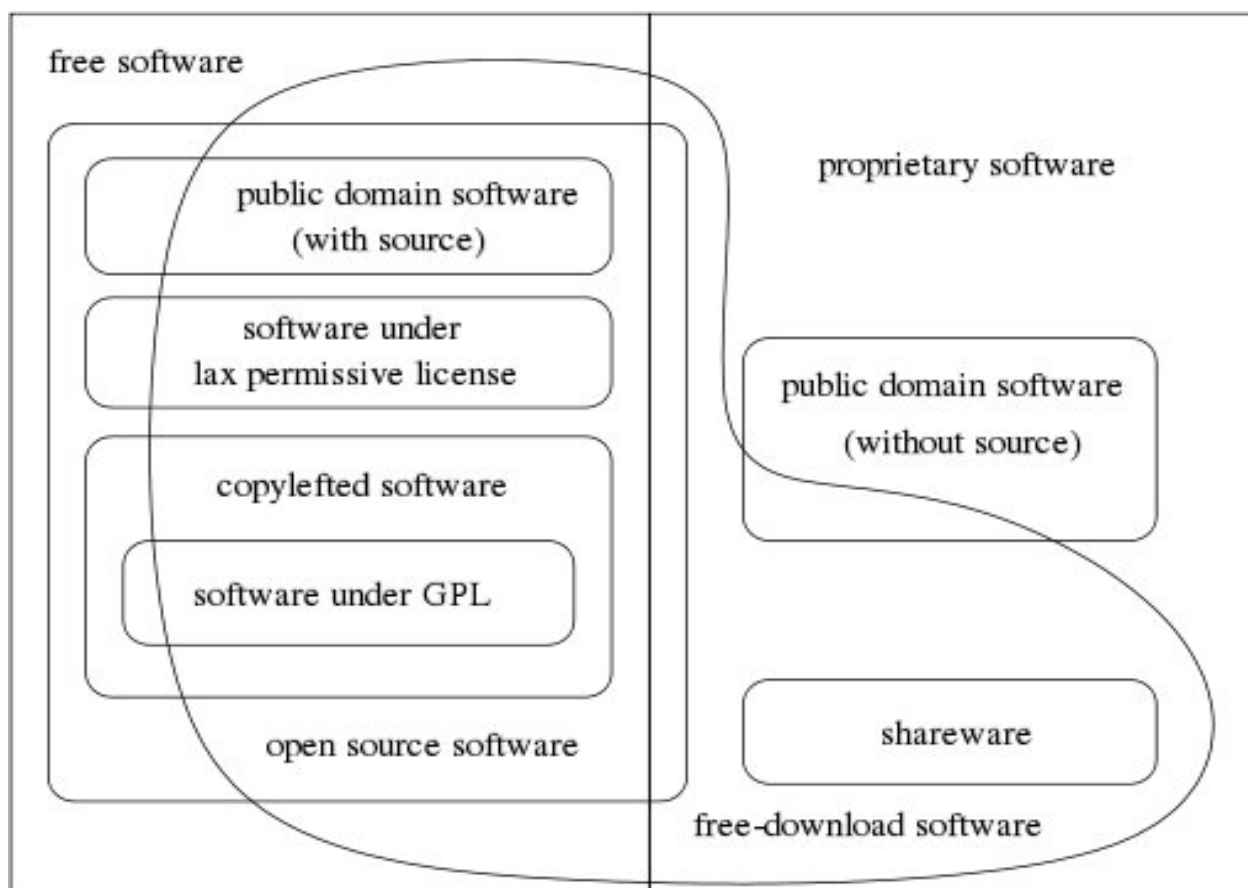 free software
proprietary software
public domain software
(with source)
software under
lax permissive license
public domain software
(without source)
copylefted software
software under GPL
shareware
open source software
free-download software